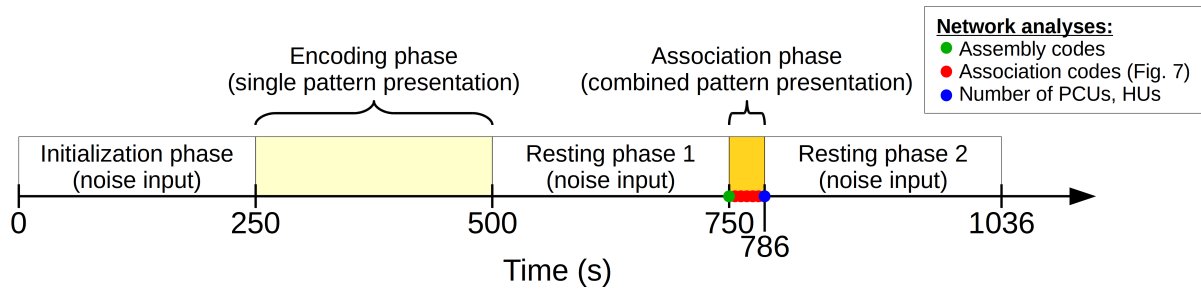 Network analyses:
Assembly codes
Association codes (Fig. 7)
Number of PCUs, HUs
Encoding phase
(single pattern presentation)
Association phase
(combined pattern presentation)
Initialization phase
(noise input)
Resting phase 1
(noise input)
Resting phase 2
(noise input)
0
250
500
750
786
1036
Time (s)